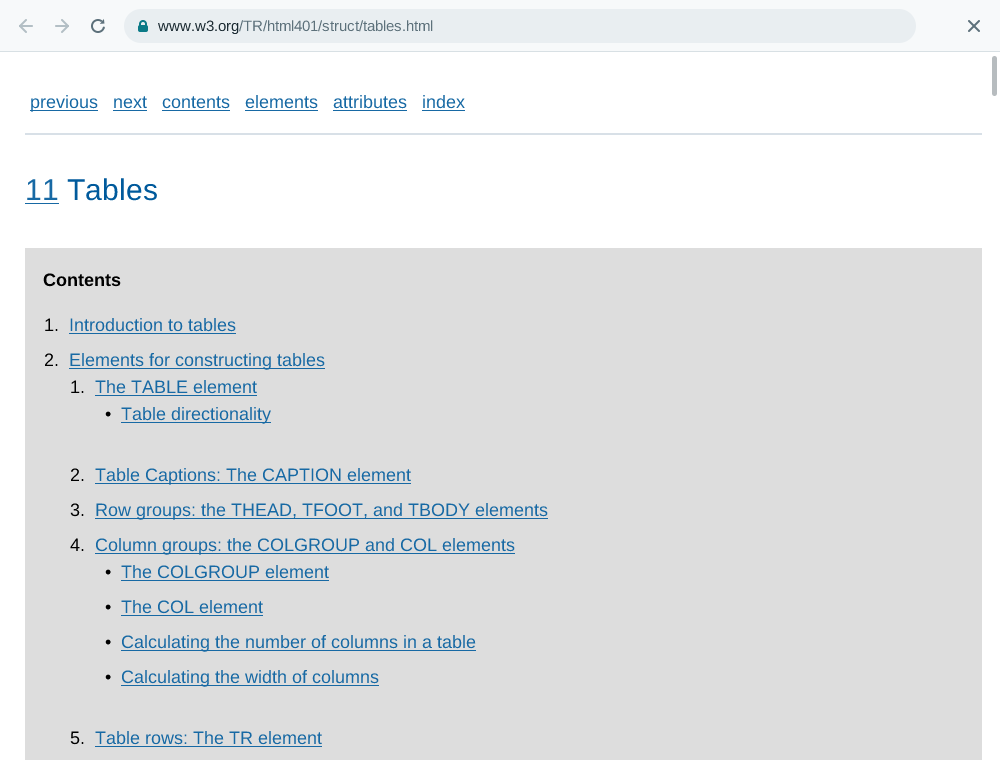 www.w3.org/TR/html401/struct/tables.html
previous next contents elements attributes index
11 Tables
Contents
1. Introduction to tables
2. Elements for constructing tables
1. The TABLE element
• Table directionality
2. Table Captions: The CAPTION element
3. Row groups: the THEAD, TFOOT, and TBODY elements
4. Column groups: the COLGROUP and COL elements
• The COLGROUP element
• The COL element
• Calculating the number of columns in a table
• Calculating the width of columns
5. Table rows: The TR element